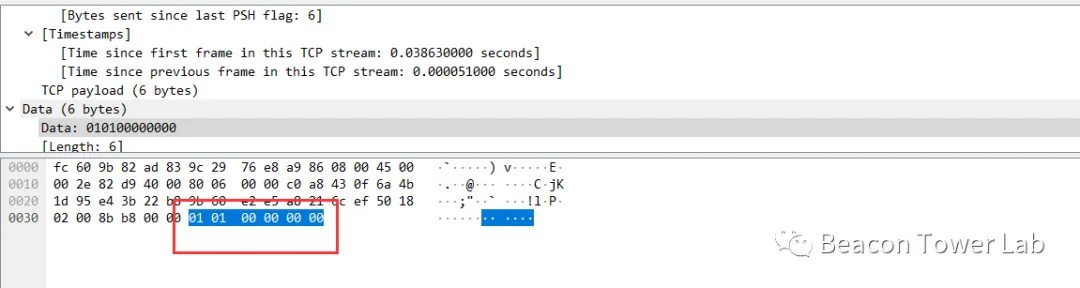 [Bytes sent since last PSH flag: 6]
[Timestamps]
[Time since first frame in this TCP stream: 0.038630000 seconds]
[Time since previous frame in this TCP stream: 0.000051000 seconds]
TCP payload (6 bytes)
Data (6 bytes)
Data: 010100000000
[Length: 6]
0000 fc 60 9b 82 ad 83 9c 29 76 e8 a9 86 08 00 45 00 ·`·····) v·····E·
0010 00 2e 82 d9 40 00 80 06 00 00 c0 a8 43 0f 6a 4b ·.··@··· ····C·jK
0020 1d 95 e4 3b 22 b8 9b 60 e2 e5 a8 21 6c ef 50 18 ···;"··` ···!l·P·
0030 02 00 8b b8 00 00 01 01 00 00 00 00 ········ ····
Beacon Tower Lab